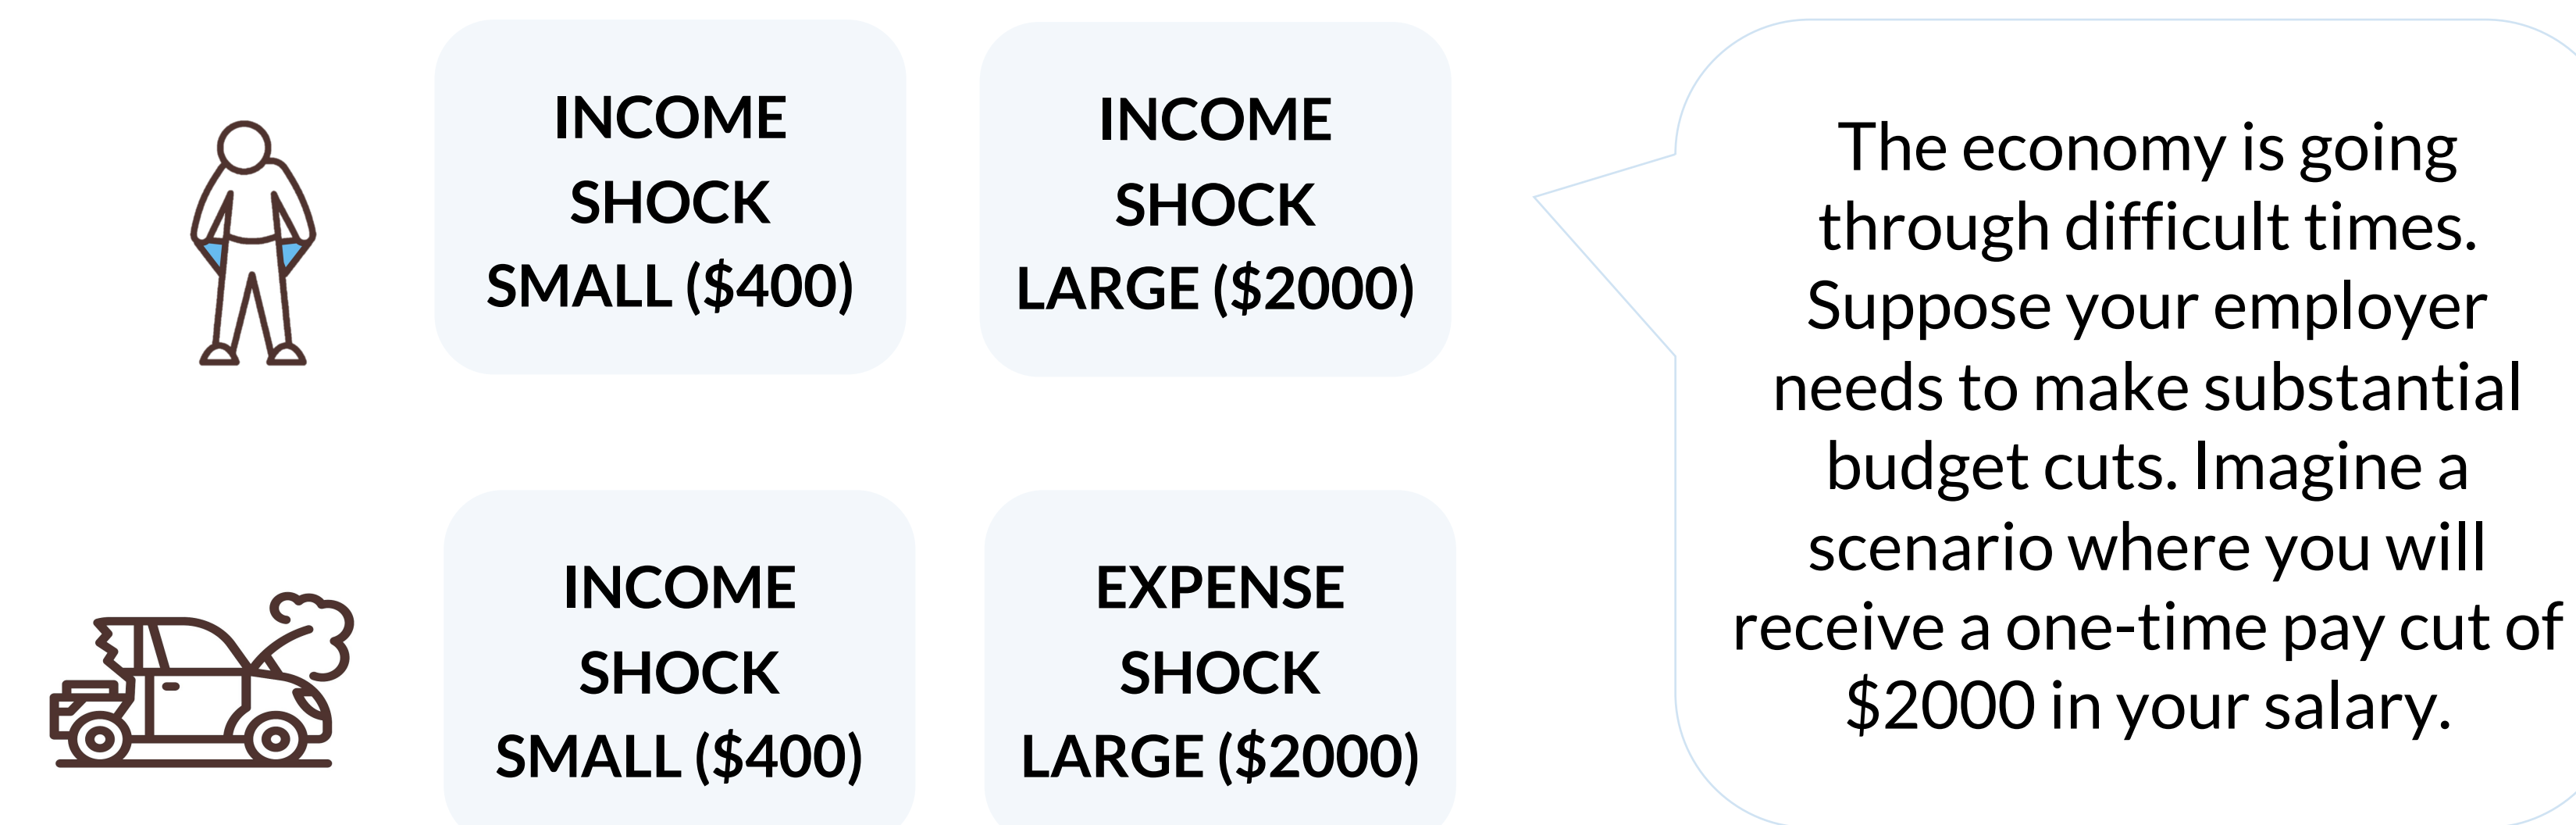 INCOME
SHOCK
SMALL ($400)
INCOME
SHOCK
LARGE ($2000)
The economy is going
through difficult times.
Suppose your employer
needs to make substantial
budget cuts. Imagine a
scenario where you will
receive a one-time pay cut of
$2000 in your salary.
INCOME
SHOCK
SMALL ($400)
EXPENSE
SHOCK
LARGE ($2000)